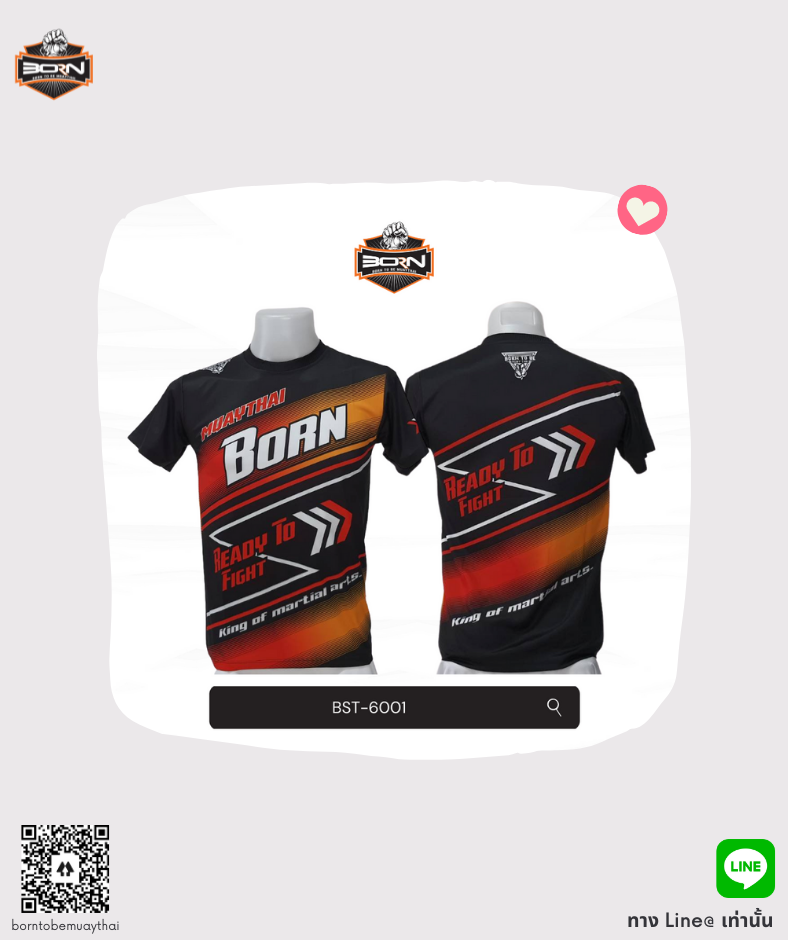 BORN
BORN TO BE MUAYTHAI
BORN
BORN TO BE MUAYTHAI
MUAYTHAI
BORN
READY TO
FIGHT
King of martial arts.
BORN TO BE
READY TO
FIGHT
King of martial arts.
BST-6001
borntobemuaythai
LINE
ทาง Line@ เท่านั้น